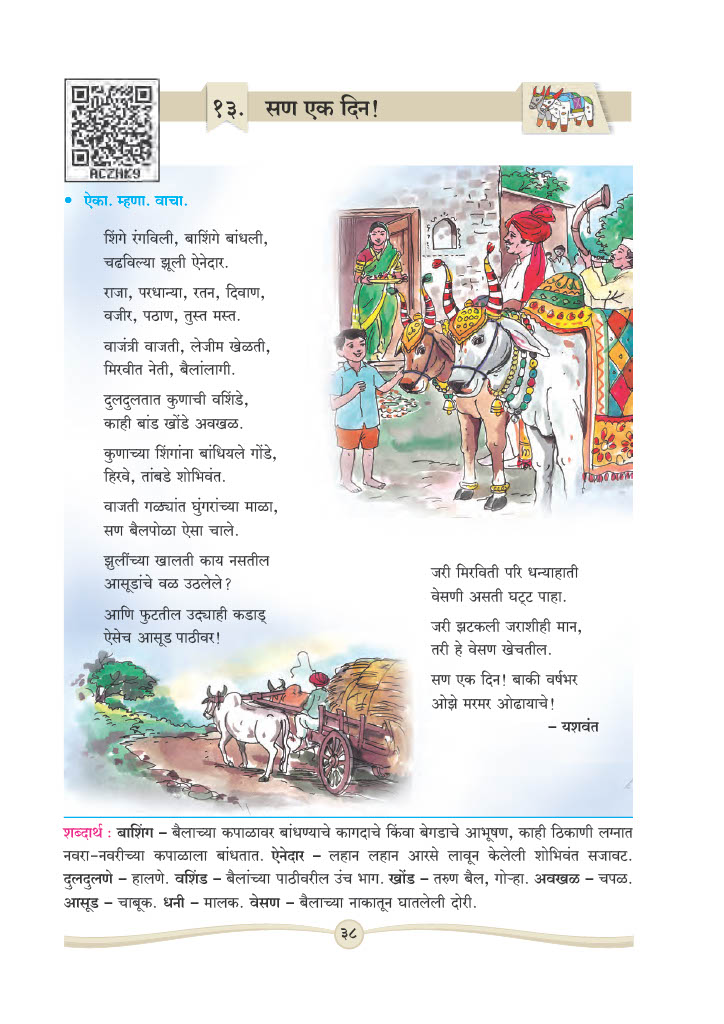 १३. सण एक दिन!
ACZHK9
• ऐका. म्हणा. वाचा.
शिंगे रंगविली, बाशिंगे बांधली,
चढविल्या झूली ऐनेदार.
राजा, परधान्या, रतन, दिवाण,
वजीर, पठाण, तुस्त मस्त.
वाजंत्री वाजती, लेजीम खेळती,
मिरवीत नेती, बैलांलागी.
दुलदुलतात कुणाची वशिंडे,
काही बांड खोंडे अवखळ.
कुणाच्या शिंगांना बांधियले गोंडे,
हिरवे, तांबडे शोभिवंत.
वाजती गळ्यांत घुंगरांच्या माळा,
सण बैलपोळा ऐसा चाले.
झुलींच्या खालती काय नसतील
आसूडांचे वळ उठलेले?
आणि फुटतील उद्याही कडाड्
ऐसेच आसूड पाठीवर!
जरी मिरविती परि धन्याहाती
वेसणी असती घट्ट पाहा.
जरी झटकली जराशीही मान,
तरी हे वेसण खेचतील.
सण एक दिन! बाकी वर्षभर
ओझे मरमर ओढायाचे!
– यशवंत
शब्दार्थ : बाशिंग – बैलाच्या कपाळावर बांधण्याचे कागदाचे किंवा बेगडाचे आभूषण, काही ठिकाणी लग्नात
नवरा-नवरीच्या कपाळाला बांधतात. ऐनेदार – लहान लहान आरसे लावून केलेली शोभिवंत सजावट.
दुलदुलणे – हालणे. वशिंड – बैलांच्या पाठीवरील उंच भाग. खोंड – तरुण बैल, गोऱ्हा. अवखळ – चपळ.
आसूड – चाबूक. धनी – मालक. वेसण – बैलाच्या नाकातून घातलेली दोरी.
३८